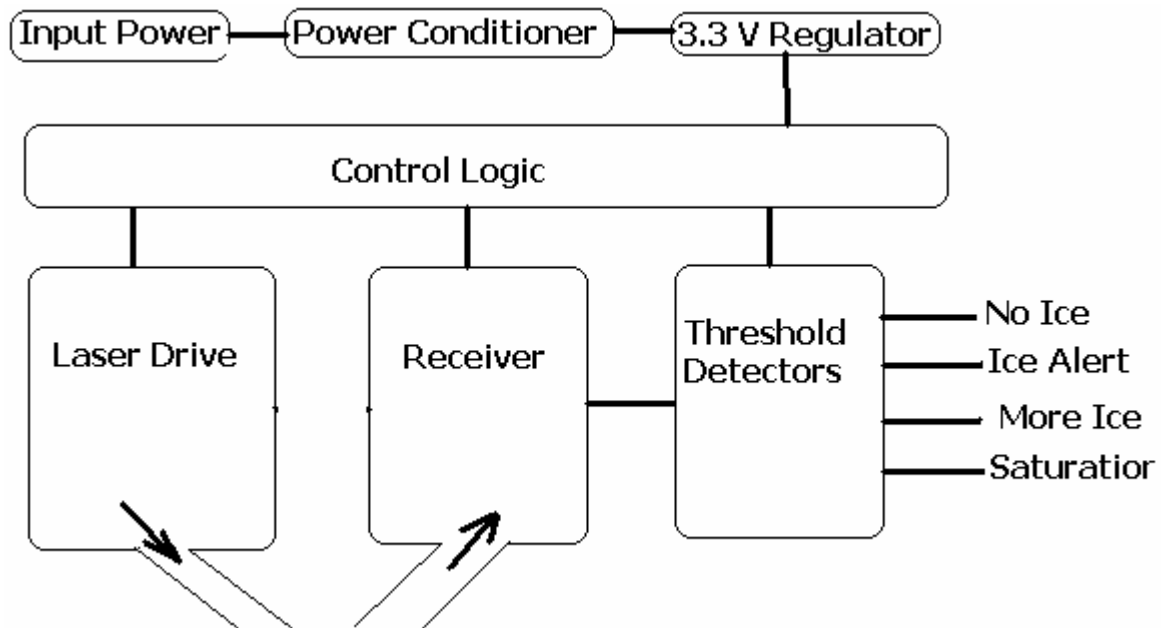 Input Power
Power Conditioner
3.3 V Regulator
Control Logic
Laser Drive
Receiver
Threshold
Detectors
No Ice
Ice Alert
More Ice
Saturatior